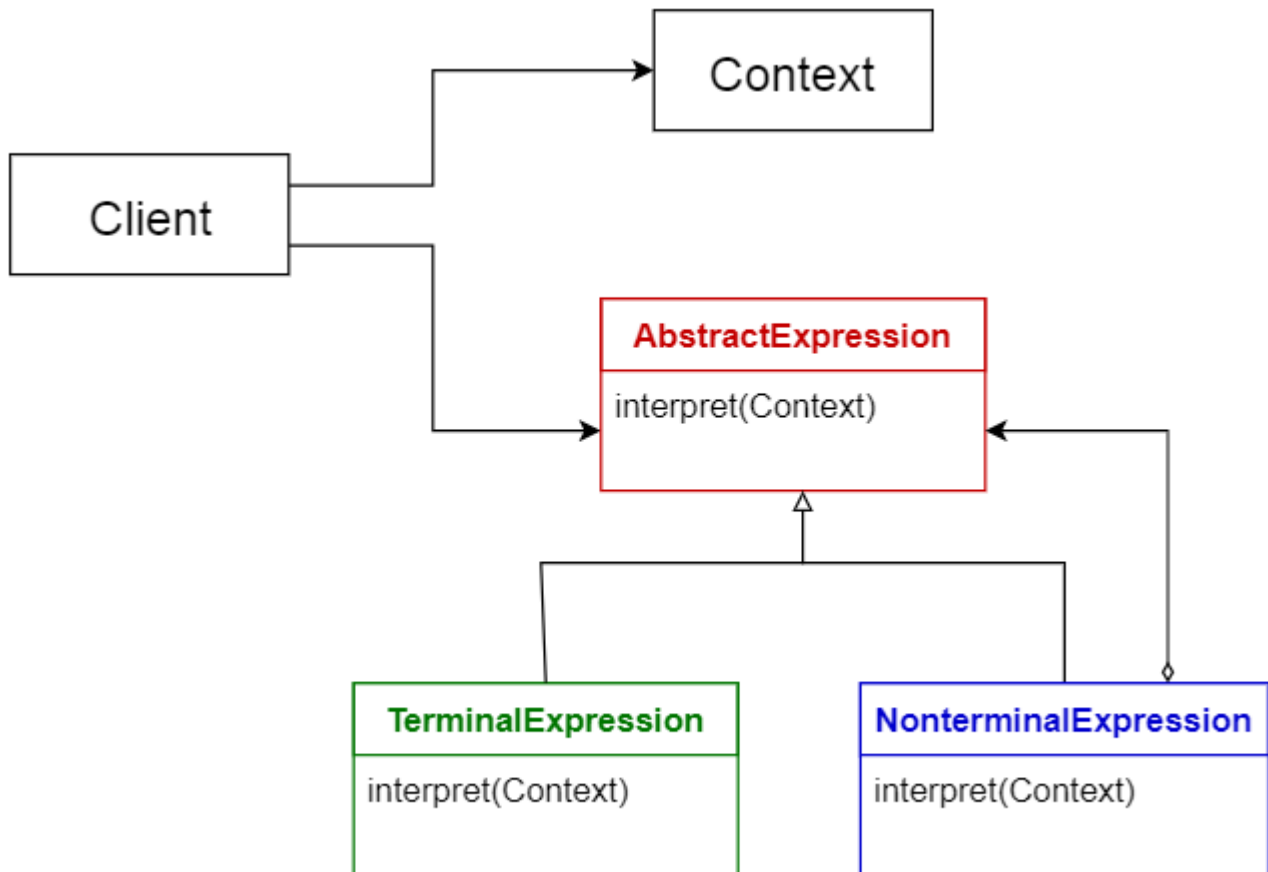 Context
Client
AbstractExpression
interpret(Context)
TerminalExpression
interpret(Context)
NonterminalExpression
interpret(Context)